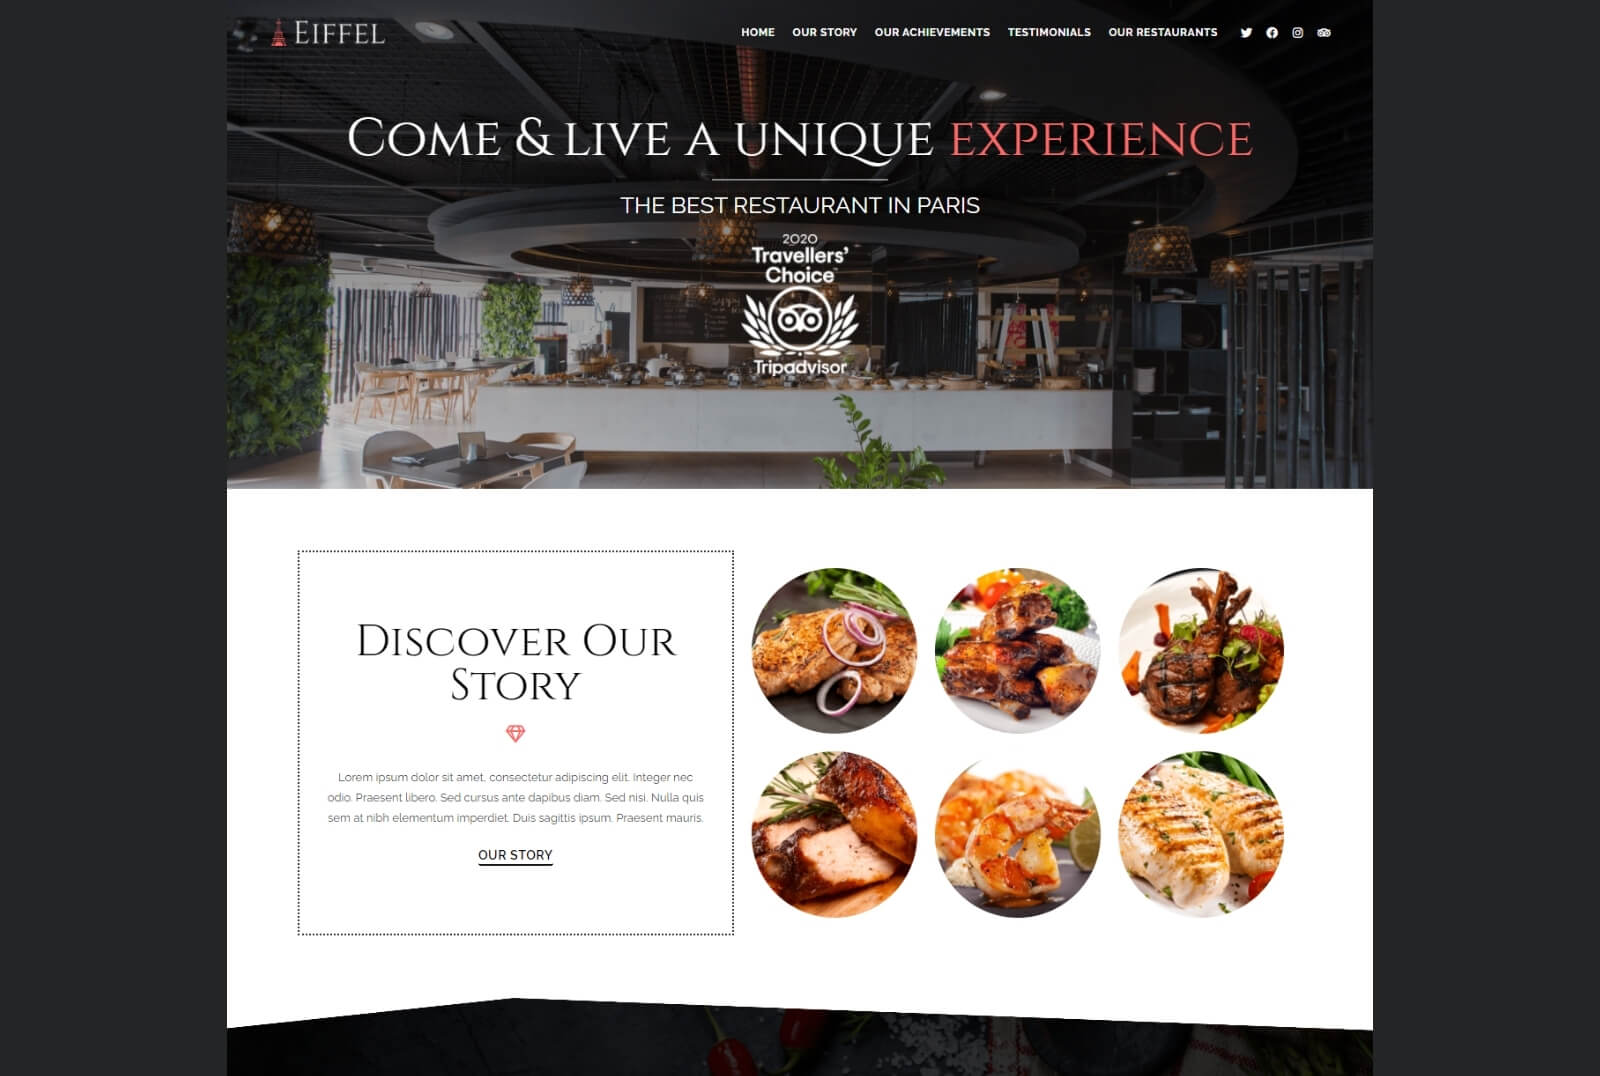 Eiffel
HOME OUR STORY OUR ACHIEVEMENTS TESTIMONIALS OUR RESTAURANTS
Come & live a unique experience
THE BEST RESTAURANT IN PARIS
2020
Travellers'
Choice
Tripadvisor
Discover Our
Story
Lorem ipsum dolor sit amet, consectetur adipiscing elit. Integer nec
odio. Praesent libero. Sed cursus ante dapibus diam. Sed nisi. Nulla quis
sem at nibh elementum imperdiet. Duis sagittis ipsum. Praesent mauris.
OUR STORY